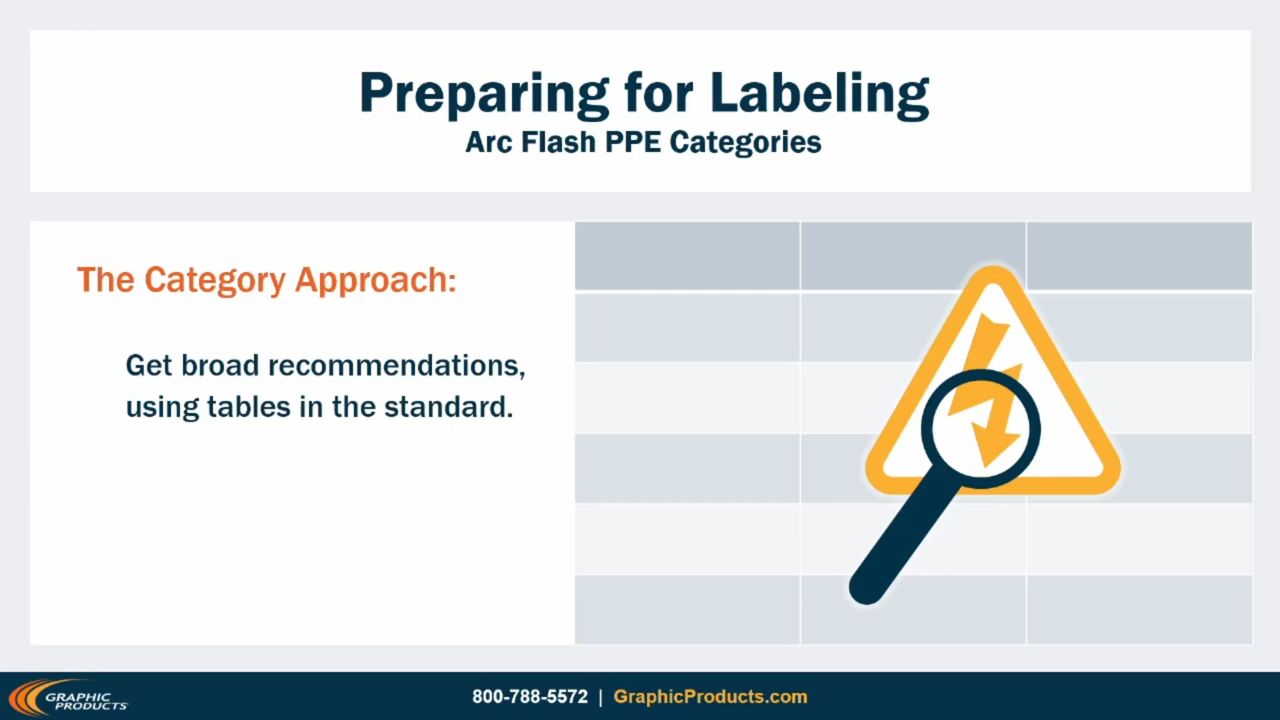 Preparing for Labeling
Arc Flash PPE Categories
The Category Approach:
Get broad recommendations,
using tables in the standard.
GRAPHIC
PRODUCTS
800-788-5572 | GraphicProducts.com